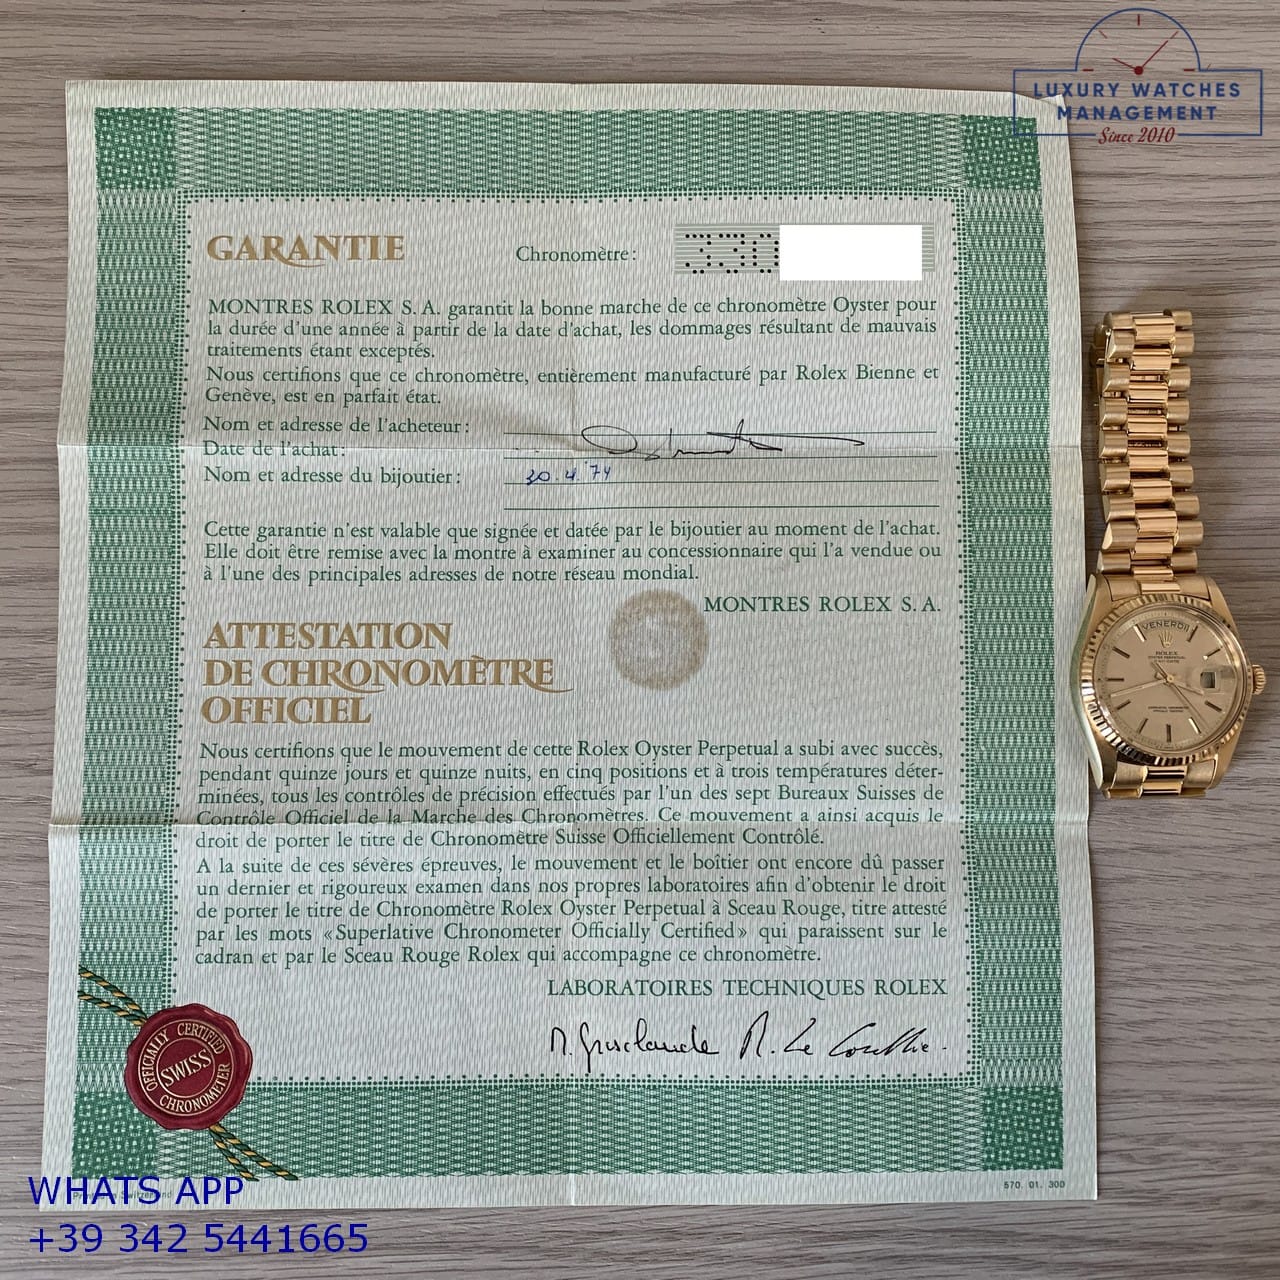 LUXURY WATCHES
MANAGEMENT
Since 2010
GARANTIE
Chronomètre: 330
MONTRES ROLEX S. A. garantit la bonne marche de ce chronomètre Oyster pour
la durée d'une année à partir de la date d'achat, les dommages résultant de mauvais
traitements étant exceptés.
Nous certifions que ce chronomètre, entièrement manufacturé par Rolex Bienne et
Genève, est en parfait état.
Nom et adresse de l'acheteur:
Date de l'achat:
Nom et adresse du bijoutier: 30.4.'74
Cette garantie n'est valable que signée et datée par le bijoutier au moment de l'achat.
Elle doit être remise avec la montre à examiner au concessionnaire qui l'a vendue ou
à l'une des principales adresses de notre réseau mondial.
MONTRES ROLEX S. A.
ATTESTATION
DE CHRONOMÈTRE
OFFICIEL
Nous certifions que le mouvement de cette Rolex Oyster Perpetual a subi avec succès,
pendant quinze jours et quinze nuits, en cinq positions et à trois températures déter-
minées, tous les contrôles de précision effectués par l'un des sept Bureaux Suisses de
Contrôle Officiel de la Marche des Chronomètres. Ce mouvement a ainsi acquis le
droit de porter le titre de Chronomètre Suisse Officiellement Contrôlé.
A la suite de ces sévères épreuves, le mouvement et le boîtier ont encore dû passer
un dernier et rigoureux examen dans nos propres laboratoires afin d'obtenir le droit
de porter le titre de Chronomètre Rolex Oyster Perpetual à Sceau Rouge, titre attesté
par les mots «Superlative Chronometer Officially Certified» qui paraissent sur le
cadran et par le Sceau Rouge Rolex qui accompagne ce chronomètre.
LABORATOIRES TECHNIQUES ROLEX
OFFICIALLY CERTIFIED
SWISS
CHRONOMETER
Printed in Switzerland
570. 01. 300
VENERDI
ROLEX
OYSTER PERPETUAL
DAY-DATE
WHATS APP
+39 342 5441665